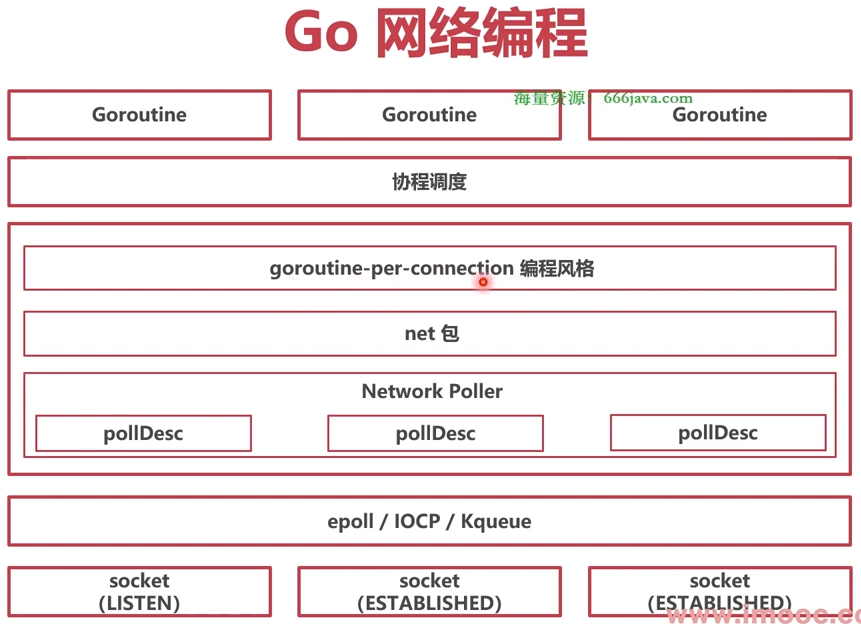 Go 网络编程
海量资源：666java.com
Goroutine
Goroutine
Goroutine
协程调度
goroutine-per-connection 编程风格
net 包
Network Poller
pollDesc
pollDesc
pollDesc
epoll / IOCP / Kqueue
socket
(LISTEN)
socket
(ESTABLISHED)
socket
(ESTABLISHED)
www.imooc.co